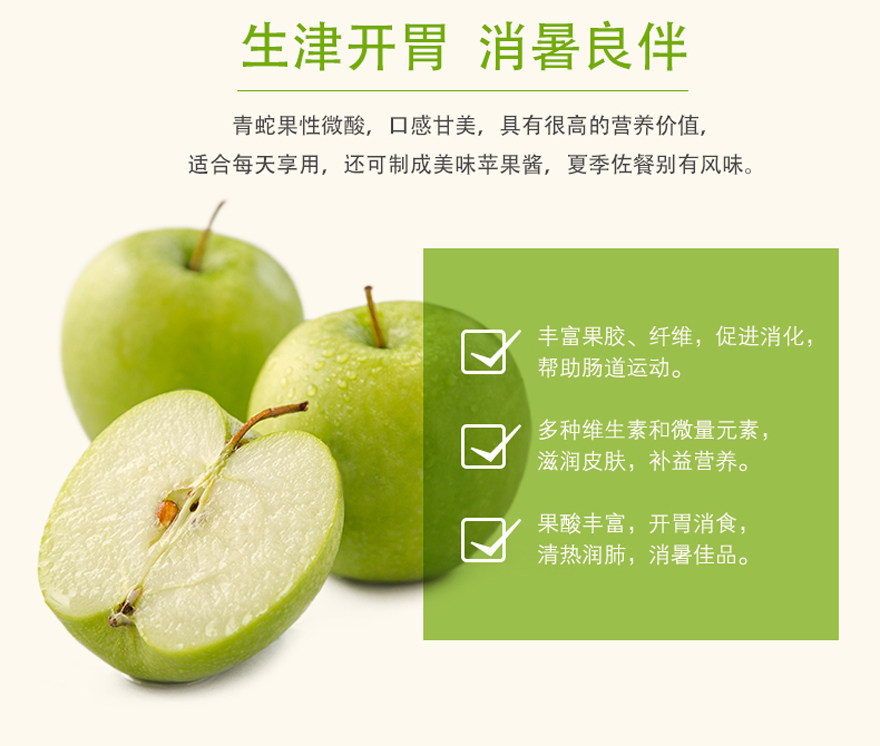 生津开胃 消暑良伴
青蛇果性微酸，口感甘美，具有很高的营养价值，
适合每天享用，还可制成美味苹果酱，夏季佐餐别有风味。
丰富果胶、纤维，促进消化，
帮助肠道运动。
多种维生素和微量元素，
滋润皮肤，补益营养。
果酸丰富，开胃消食，
清热润肺，消暑佳品。